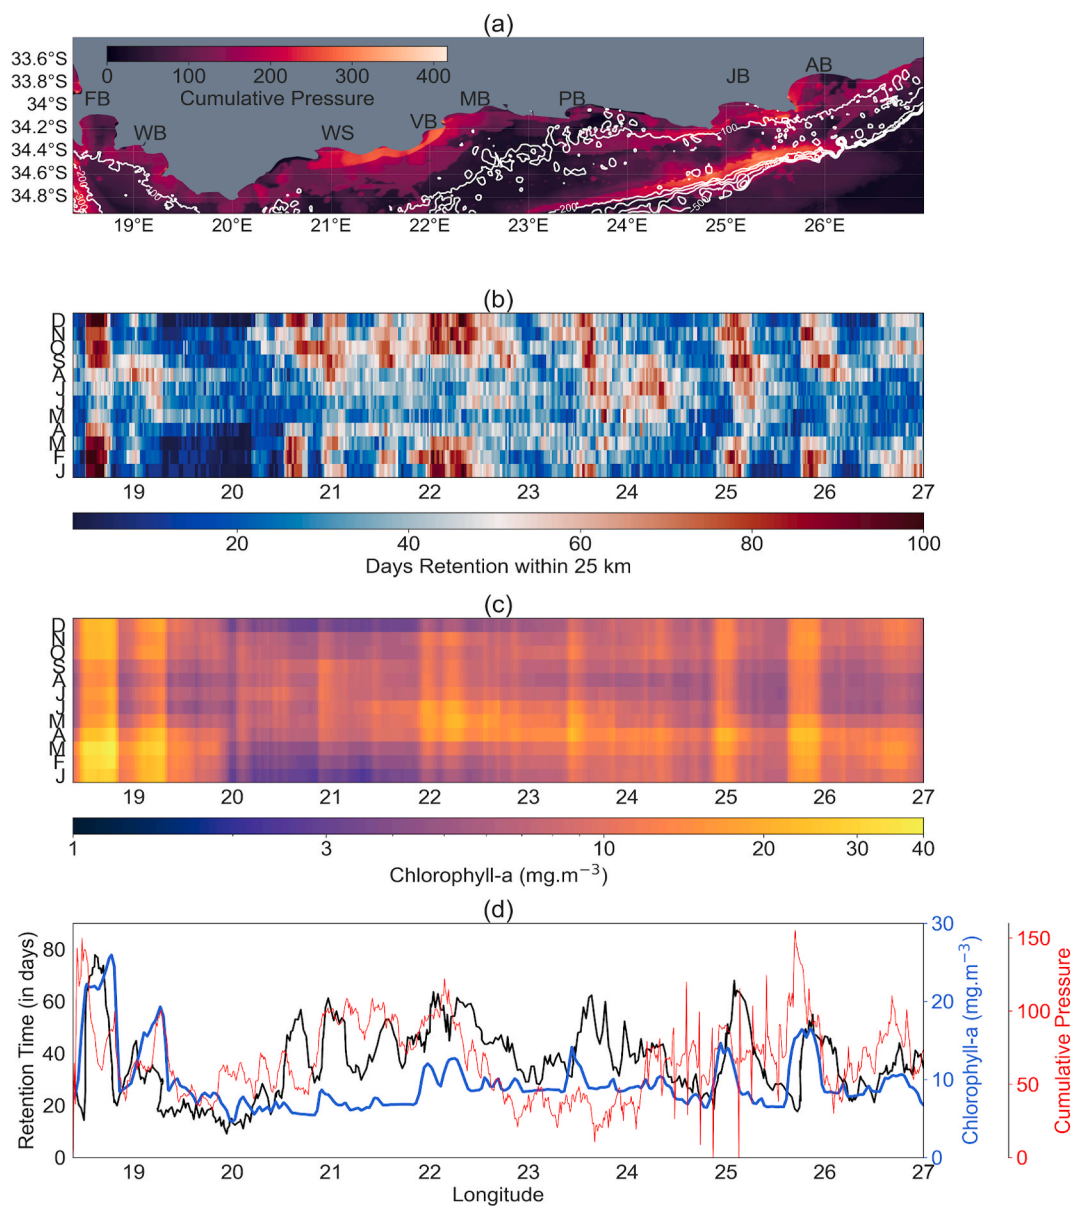 (a)
33.6°S
33.8°S
34°S
34.2°S
34.4°S
34.6°S
34.8°S
0 100 200 300 400
Cumulative Pressure
FB WB WS VB MB PB JB AB
-100
-200
-500
19°E 20°E 21°E 22°E 23°E 24°E 25°E 26°E
(b)
D
N
O
S
A
J
J
M
A
M
F
J
19 20 21 22 23 24 25 26 27
20 40 60 80 100
Days Retention within 25 km
(c)
D
N
O
S
A
J
M
A
M
F
J
19 20 21 22 23 24 25 26 27
1 3 10 20 30 40
Chlorophyll-a (mg.m⁻³)
(d)
Retention Time (in days)
80
60
40
20
0
30
20
10
0
Chlorophyll-a (mg.m⁻³)
150
100
50
0
Cumulative Pressure
19 20 21 22 23 24 25 26 27
Longitude